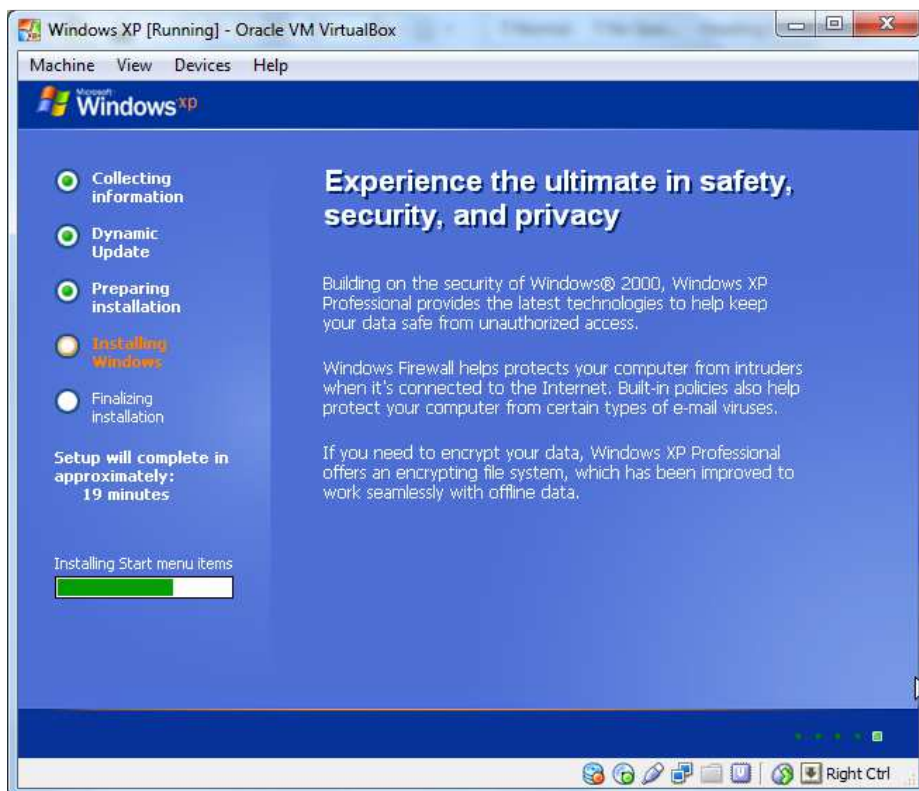 Windows XP [Running] - Oracle VM VirtualBox
Machine View Devices Help
Microsoft
Windows xp
Collecting
information
Dynamic
Update
Preparing
installation
Installing
Windows
Finalizing
installation
Setup will complete in
approximately:
19 minutes
Installing Start menu items
Experience the ultimate in safety,
security, and privacy
Building on the security of Windows® 2000, Windows XP
Professional provides the latest technologies to help keep
your data safe from unauthorized access.
Windows Firewall helps protects your computer from intruders
when it's connected to the Internet. Built-in policies also help
protect your computer from certain types of e-mail viruses.
If you need to encrypt your data, Windows XP Professional
offers an encrypting file system, which has been improved to
work seamlessly with offline data.
Right Ctrl